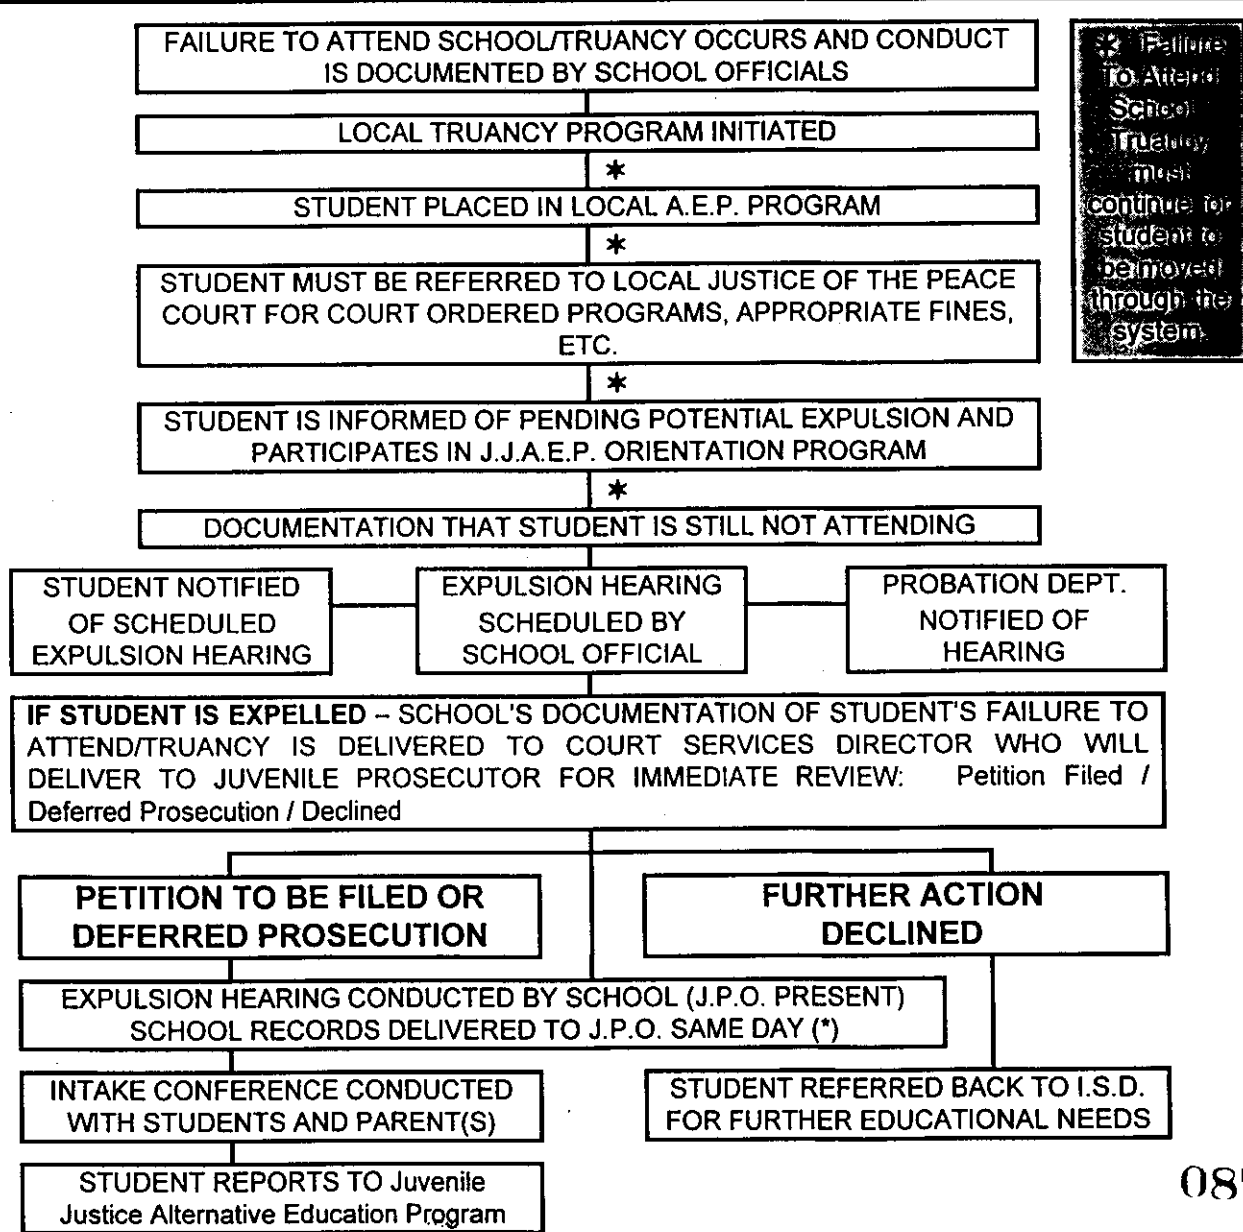 FAILURE TO ATTEND SCHOOL/TRUANCY OCCURS AND CONDUCT
IS DOCUMENTED BY SCHOOL OFFICIALS
LOCAL TRUANCY PROGRAM INITIATED
*
STUDENT PLACED IN LOCAL A.E.P. PROGRAM
*
STUDENT MUST BE REFERRED TO LOCAL JUSTICE OF THE PEACE
COURT FOR COURT ORDERED PROGRAMS, APPROPRIATE FINES,
ETC.
*
STUDENT IS INFORMED OF PENDING POTENTIAL EXPULSION AND
PARTICIPATES IN J.J.A.E.P. ORIENTATION PROGRAM
*
DOCUMENTATION THAT STUDENT IS STILL NOT ATTENDING
* Failure
To Attend
School
Truancy
must
continue for
student to
be moved
through the
system.
STUDENT NOTIFIED
OF SCHEDULED
EXPULSION HEARING
EXPULSION HEARING
SCHEDULED BY
SCHOOL OFFICIAL
PROBATION DEPT.
NOTIFIED OF
HEARING
IF STUDENT IS EXPELLED – SCHOOL'S DOCUMENTATION OF STUDENT'S FAILURE TO
ATTEND/TRUANCY IS DELIVERED TO COURT SERVICES DIRECTOR WHO WILL
DELIVER TO JUVENILE PROSECUTOR FOR IMMEDIATE REVIEW: Petition Filed /
Deferred Prosecution / Declined
PETITION TO BE FILED OR
DEFERRED PROSECUTION
FURTHER ACTION
DECLINED
EXPULSION HEARING CONDUCTED BY SCHOOL (J.P.O. PRESENT)
SCHOOL RECORDS DELIVERED TO J.P.O. SAME DAY (*)
INTAKE CONFERENCE CONDUCTED
WITH STUDENTS AND PARENT(S)
STUDENT REFERRED BACK TO I.S.D.
FOR FURTHER EDUCATIONAL NEEDS
STUDENT REPORTS TO Juvenile
Justice Alternative Education Program
08